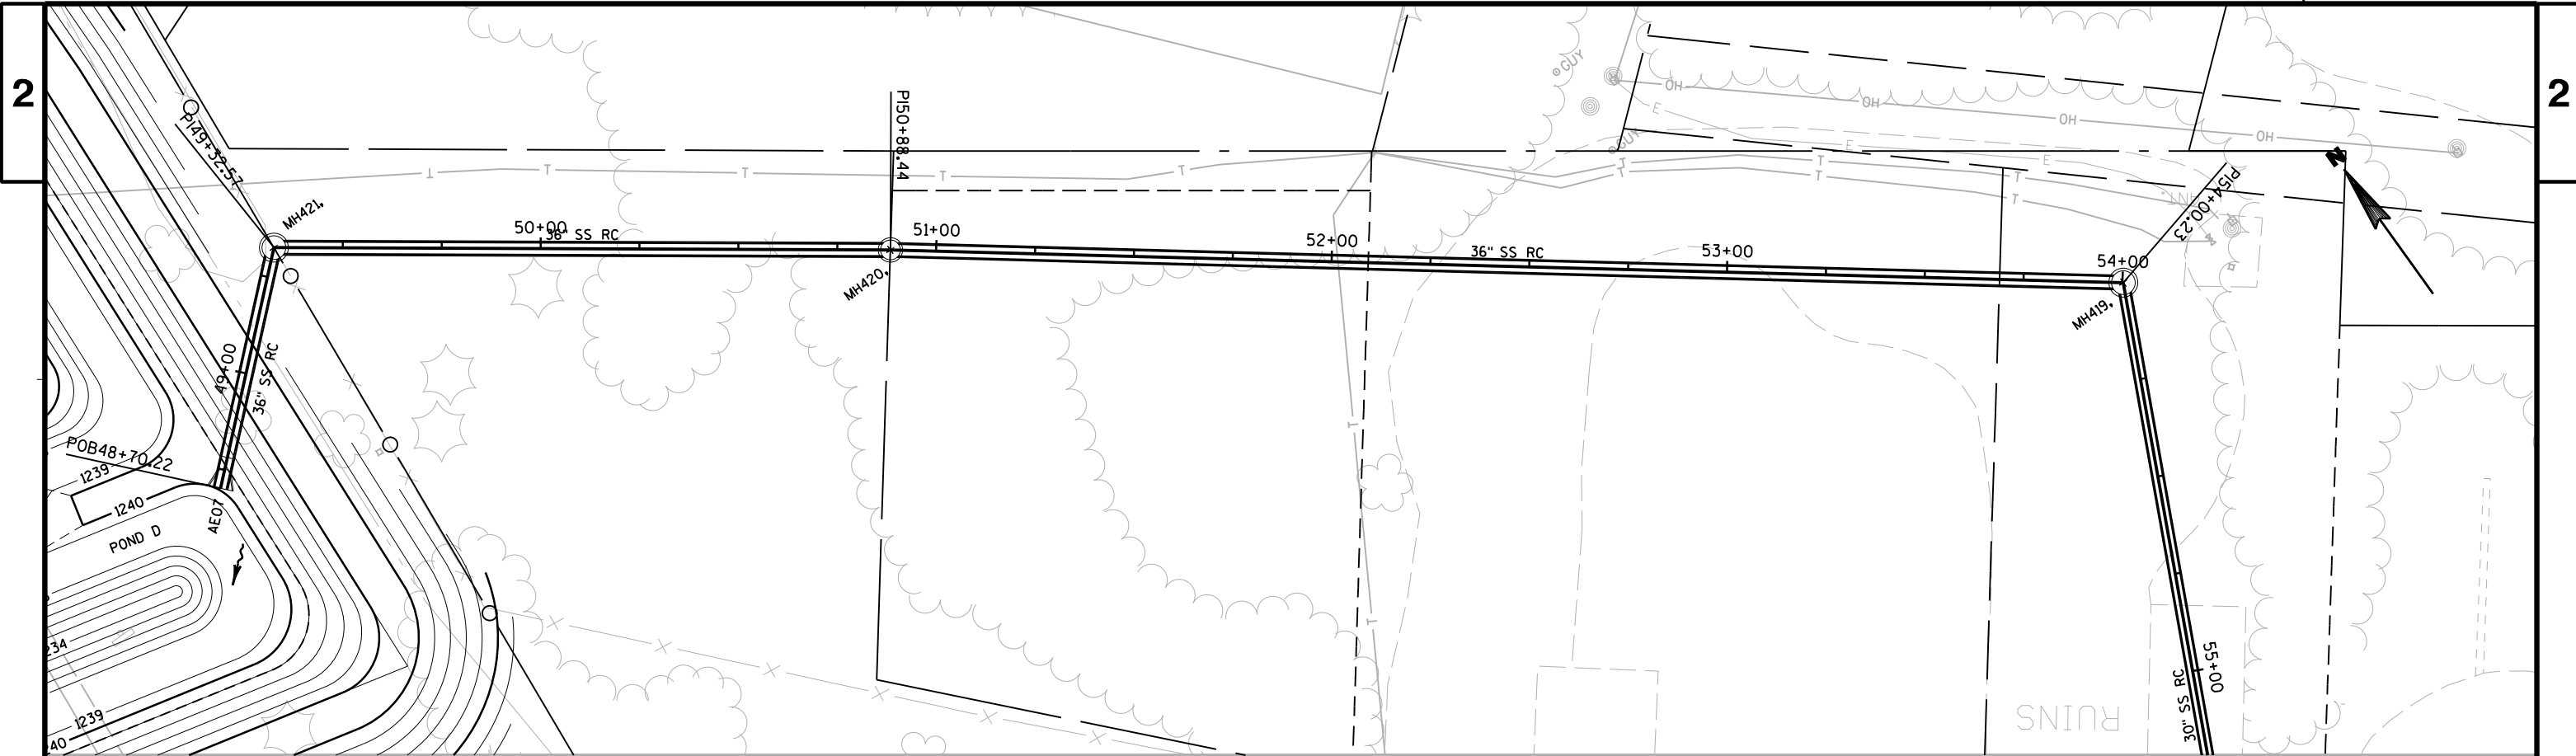 2
2
GUY
OH
OH
OH
OH
E
GUY
E
E
N
PI49+32.57
PI50+88.44
PI54+00.23
T
T
T
T
T
T
T
T
T
T
T
MH421,
50+00
36" SS RC
51+00
MH420,
52+00
36" SS RC
53+00
54+00
MH419,
49+00
36" SS RC
T
POB48+70.22
1239
1240
AE07
POND D
T
234
1239
40
55+00
30" SS RC
RUINS